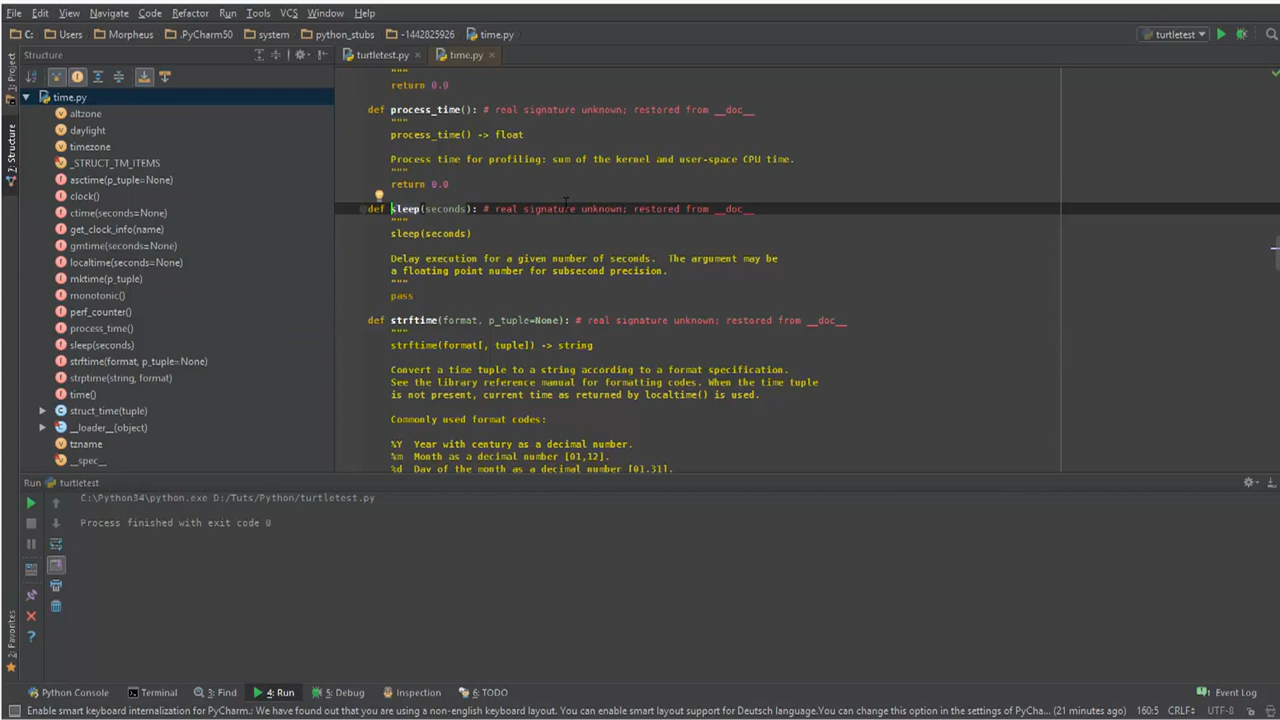 File Edit View Navigate Code Refactor Run Tools VCS Window Help
C: Users Morpheus .PyCharm50 system python_stubs -1442825926 time.py turtletest
Structure
turtletest.py time.py
1: Project
7: Structure
2: Favorites
time.py
altzone
daylight
timezone
_STRUCT_TM_ITEMS
asctime(p_tuple=None)
clock()
ctime(seconds=None)
get_clock_info(name)
gmtime(seconds=None)
localtime(seconds=None)
mktime(p_tuple)
monotonic()
perf_counter()
process_time()
sleep(seconds)
strftime(format, p_tuple=None)
strptime(string, format)
time()
struct_time(tuple)
__loader__(object)
tzname
__spec__
"""
return 0.0
def process_time(): # real signature unknown; restored from __doc__
"""
process_time() -> float
Process time for profiling: sum of the kernel and user-space CPU time.
"""
return 0.0
def sleep(seconds): # real signature unknown; restored from __doc__
"""
sleep(seconds)
Delay execution for a given number of seconds.  The argument may be
a floating point number for subsecond precision.
"""
pass
def strftime(format, p_tuple=None): # real signature unknown; restored from __doc__
"""
strftime(format[, tuple]) -> string
Convert a time tuple to a string according to a format specification.
See the library reference manual for formatting codes. When the time tuple
is not present, current time as returned by localtime() is used.
Commonly used format codes:
%Y  Year with century as a decimal number.
%m  Month as a decimal number [01,12].
%d  Day of the month as a decimal number [01,31].
Run turtletest
C:\Python34\python.exe D:/Tuts/Python/turtletest.py
Process finished with exit code 0
Python Console Terminal 3: Find 4: Run 5: Debug Inspection 6: TODO Event Log
Enable smart keyboard internalization for PyCharm.: We have found out that you are using a non-english keyboard layout. You can enable smart layout support for Deutsch language.You can change this option in the settings of PyCha... (21 minutes ago) 160:5 CRLF UTF-8